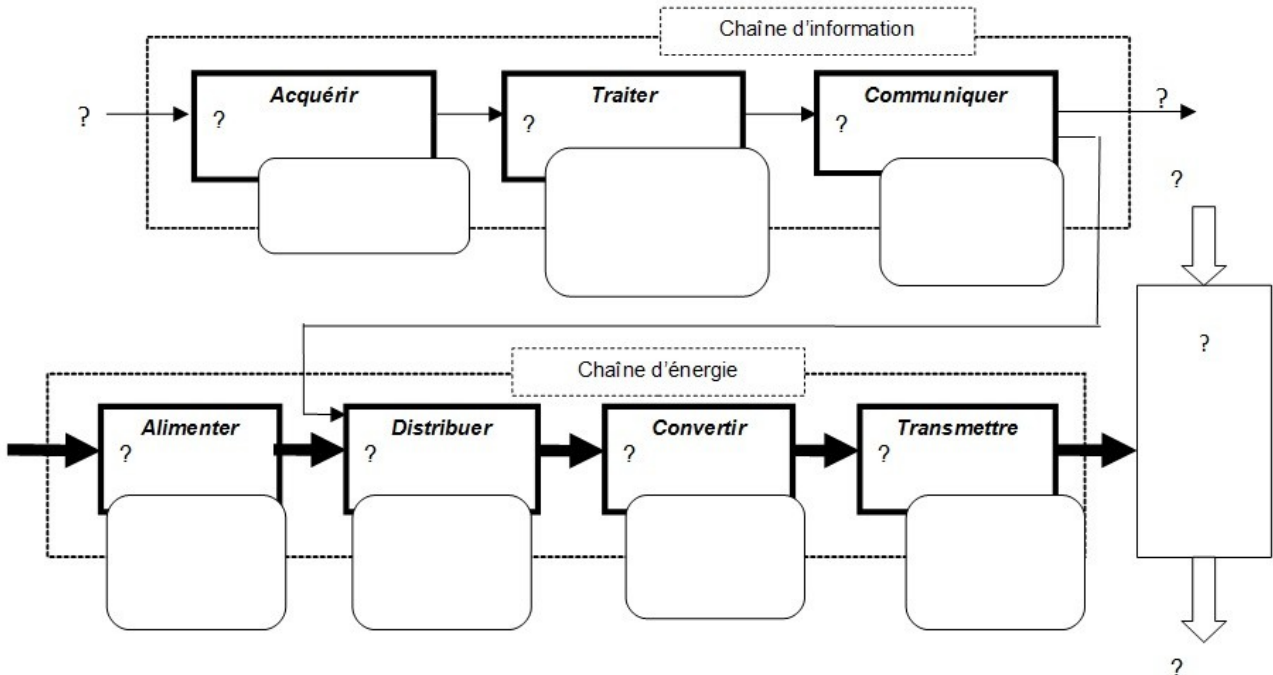 Chaîne d'information
Acquérir
Traiter
Communiquer
?
?
?
?
?
?
?
Chaîne d'énergie
Alimenter
Distribuer
Convertir
Transmettre
?
?
?
?
?